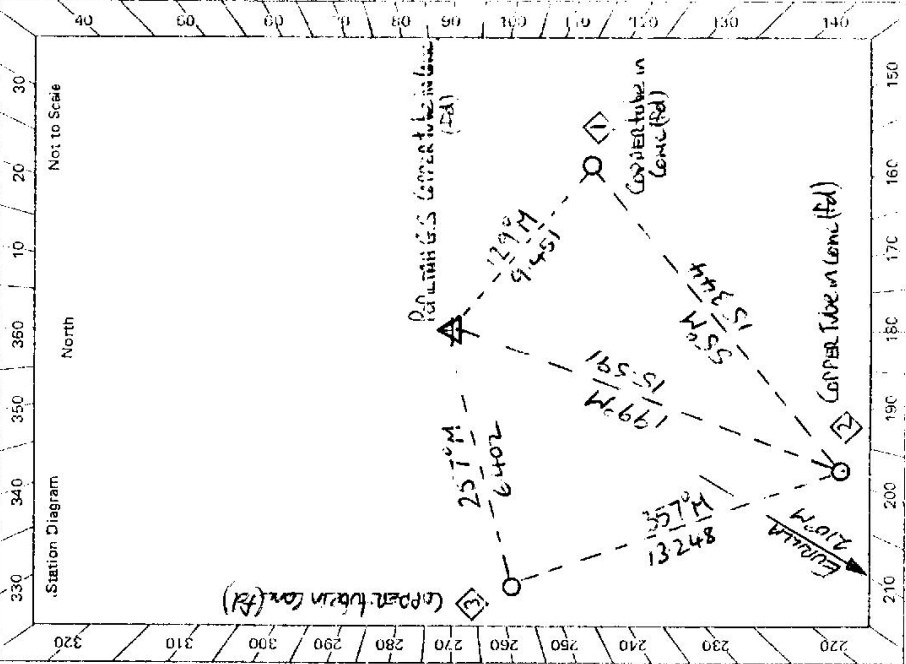 330 340 350 360 10 20 30
Station Diagram
North
Not to Scale
40 50 60 70 80 90 100 110 120 130 140
320 310 300 290 280 270 260 250 240 230 220
G.S Copper tube in Conc
(Fd)
3
Copper tube in Conc (Fd)
257°M
6.402
129°M
9.451
1
Copper tube in
Conc (Fd)
199°M
15.591
357°M
13.248
55°M
15.344
2
Copper Tube in Conc (Fd)
Eurilla
210°M
210 200 190 180 170 160 150